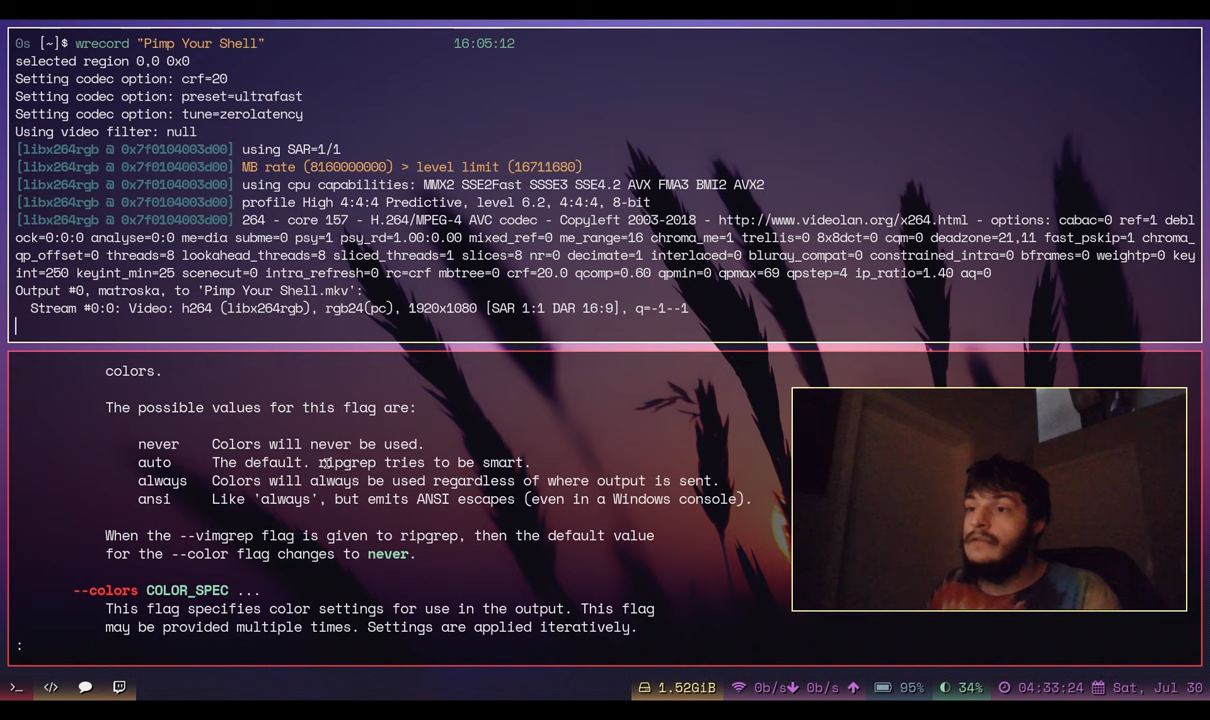 0s [~]$ wrecord "Pimp Your Shell" 16:05:12
selected region 0,0 0x0
Setting codec option: crf=20
Setting codec option: preset=ultrafast
Setting codec option: tune=zerolatency
Using video filter: null
[libx264rgb @ 0x7f0104003d00] using SAR=1/1
[libx264rgb @ 0x7f0104003d00] MB rate (8160000000) > level limit (16711680)
[libx264rgb @ 0x7f0104003d00] using cpu capabilities: MMX2 SSE2Fast SSSE3 SSE4.2 AVX FMA3 BMI2 AVX2
[libx264rgb @ 0x7f0104003d00] profile High 4:4:4 Predictive, level 6.2, 4:4:4, 8-bit
[libx264rgb @ 0x7f0104003d00] 264 - core 157 - H.264/MPEG-4 AVC codec - Copyleft 2003-2018 - http://www.videolan.org/x264.html - options: cabac=0 ref=1 debl
ock=0:0:0 analyse=0:0 me=dia subme=0 psy=1 psy_rd=1.00:0.00 mixed_ref=0 me_range=16 chroma_me=1 trellis=0 8x8dct=0 cqm=0 deadzone=21,11 fast_pskip=1 chroma_
qp_offset=0 threads=8 lookahead_threads=8 sliced_threads=1 slices=8 nr=0 decimate=1 interlaced=0 bluray_compat=0 constrained_intra=0 bframes=0 weightp=0 key
int=250 keyint_min=25 scenecut=0 intra_refresh=0 rc=crf mbtree=0 crf=20.0 qcomp=0.60 qpmin=0 qpmax=69 qpstep=4 ip_ratio=1.40 aq=0
Output #0, matroska, to 'Pimp Your Shell.mkv':
Stream #0:0: Video: h264 (libx264rgb), rgb24(pc), 1920x1080 [SAR 1:1 DAR 16:9], q=-1--1
colors.
The possible values for this flag are:
never Colors will never be used.
auto The default. ripgrep tries to be smart.
always Colors will always be used regardless of where output is sent.
ansi Like 'always', but emits ANSI escapes (even in a Windows console).
When the --vimgrep flag is given to ripgrep, then the default value
for the --color flag changes to never.
--colors COLOR_SPEC ...
This flag specifies color settings for use in the output. This flag
may be provided multiple times. Settings are applied iteratively.
:
>_ </> 1.52GiB 0b/s 0b/s 95% 34% 04:33:24 Sat, Jul 30